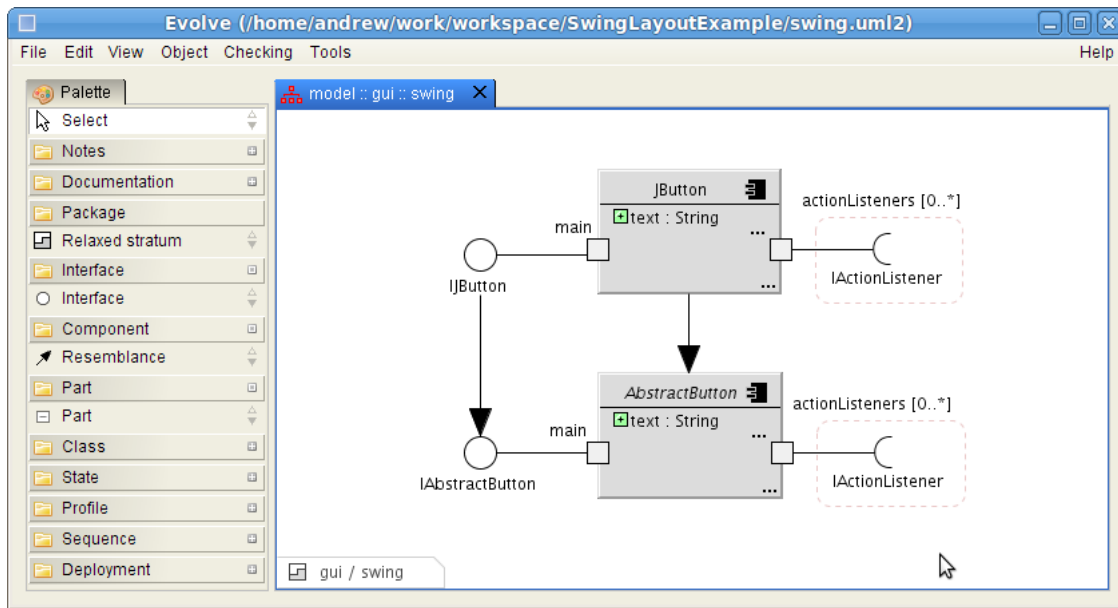 Evolve (/home/andrew/work/workspace/SwingLayoutExample/swing.uml2)
File Edit View Object Checking Tools Help
Palette
Select
Notes
Documentation
Package
Relaxed stratum
Interface
Interface
Component
Resemblance
Part
Part
Class
State
Profile
Sequence
Deployment
model :: gui :: swing
JButton
text : String
...
...
main
IJButton
actionListeners [0..*]
IActionListener
AbstractButton
text : String
...
...
main
IAbstractButton
actionListeners [0..*]
IActionListener
gui / swing